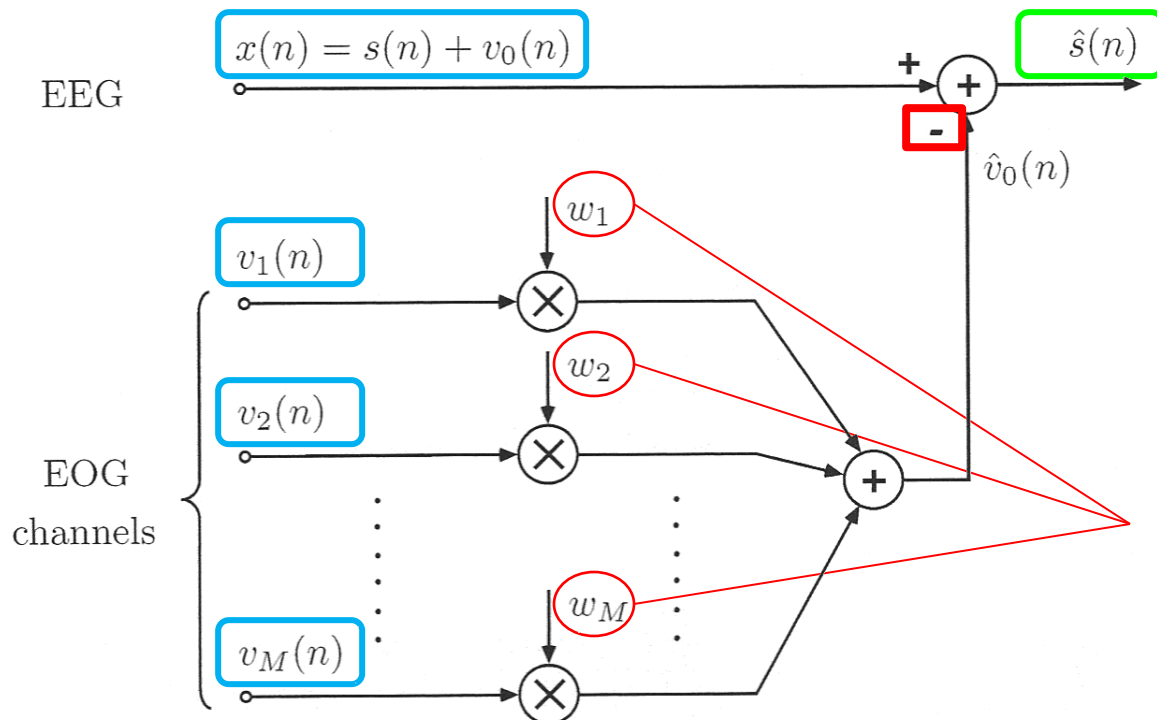 x(n) = s(n) + v₀(n)
ŝ(n)
EEG
+
+
-
v̂₀(n)
w₁
v₁(n)
×
w₂
v₂(n)
×
EOG
channels
+
w_M
v_M(n)
×